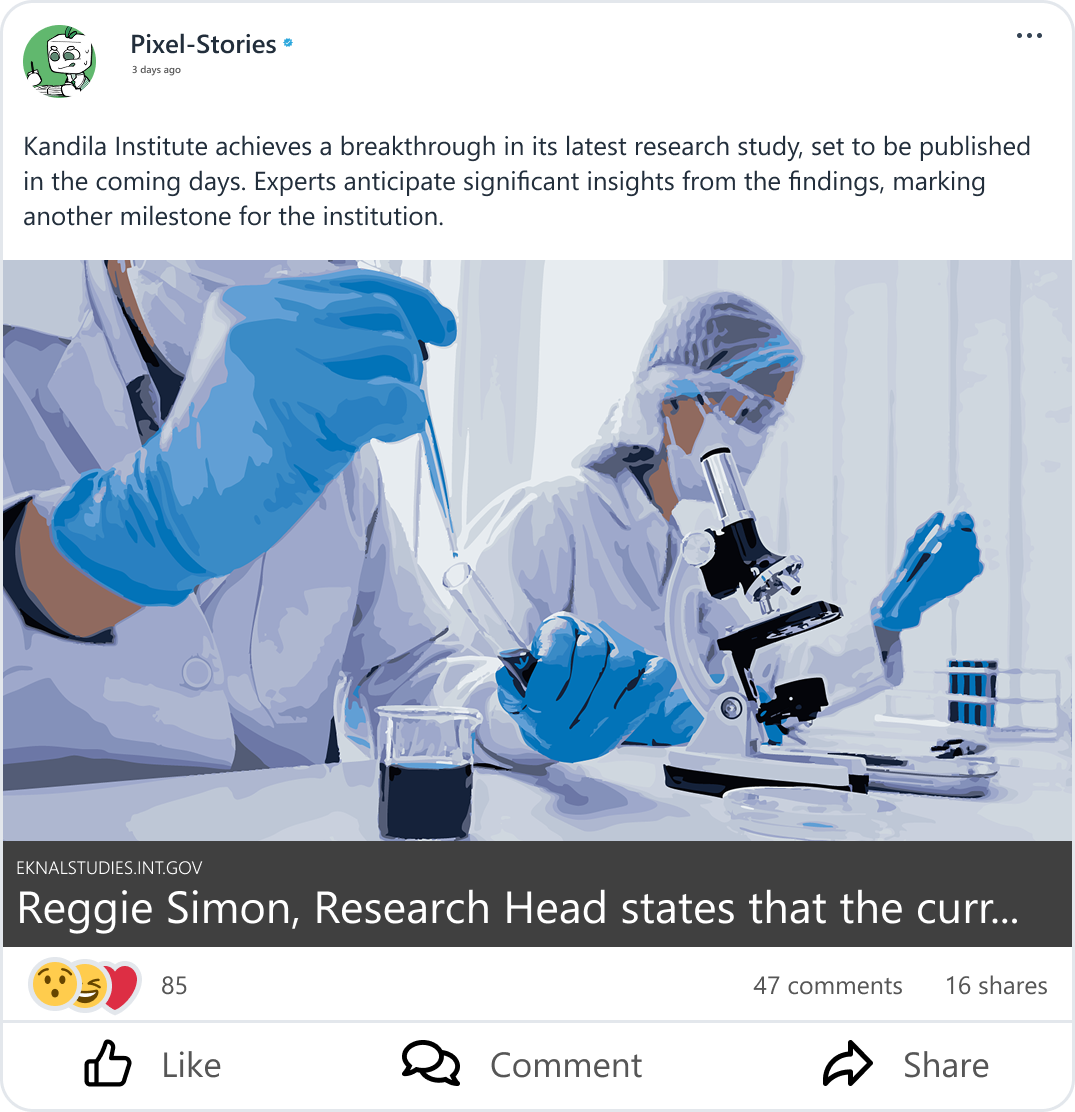 Pixel-Stories
3 days ago
Kandila Institute achieves a breakthrough in its latest research study, set to be published
in the coming days. Experts anticipate significant insights from the findings, marking
another milestone for the institution.
EKNALSTUDIES.INT.GOV
Reggie Simon, Research Head states that the curr...
85
47 comments
16 shares
Like
Comment
Share